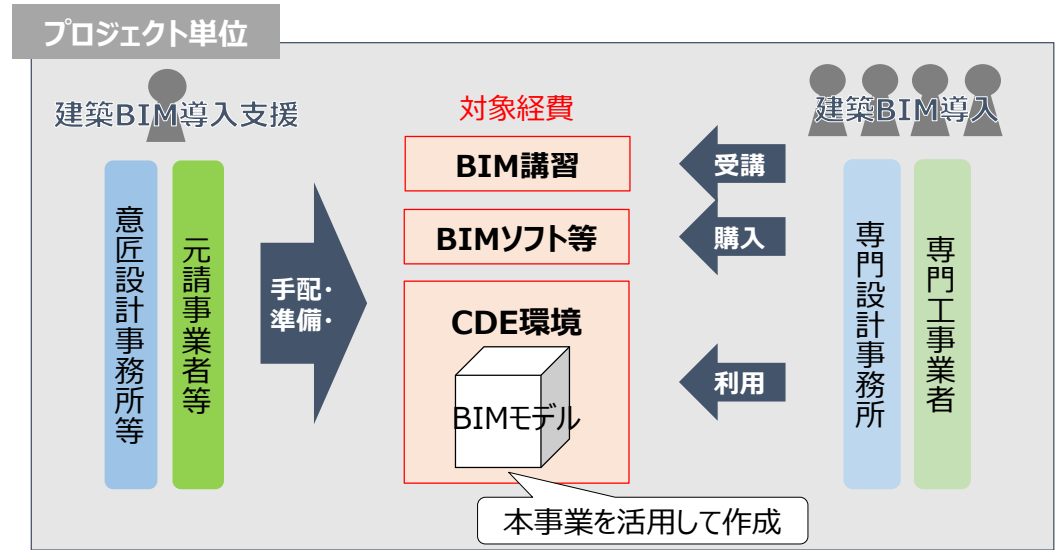 プロジェクト単位
建築BIM導入支援
意匠設計事務所等
元請事業者等
手配・
準備・
対象経費
BIM講習
BIMソフト等
CDE環境
BIMモデル
本事業を活用して作成
受講
購入
利用
建築BIM導入
専門設計事務所
専門工事業者